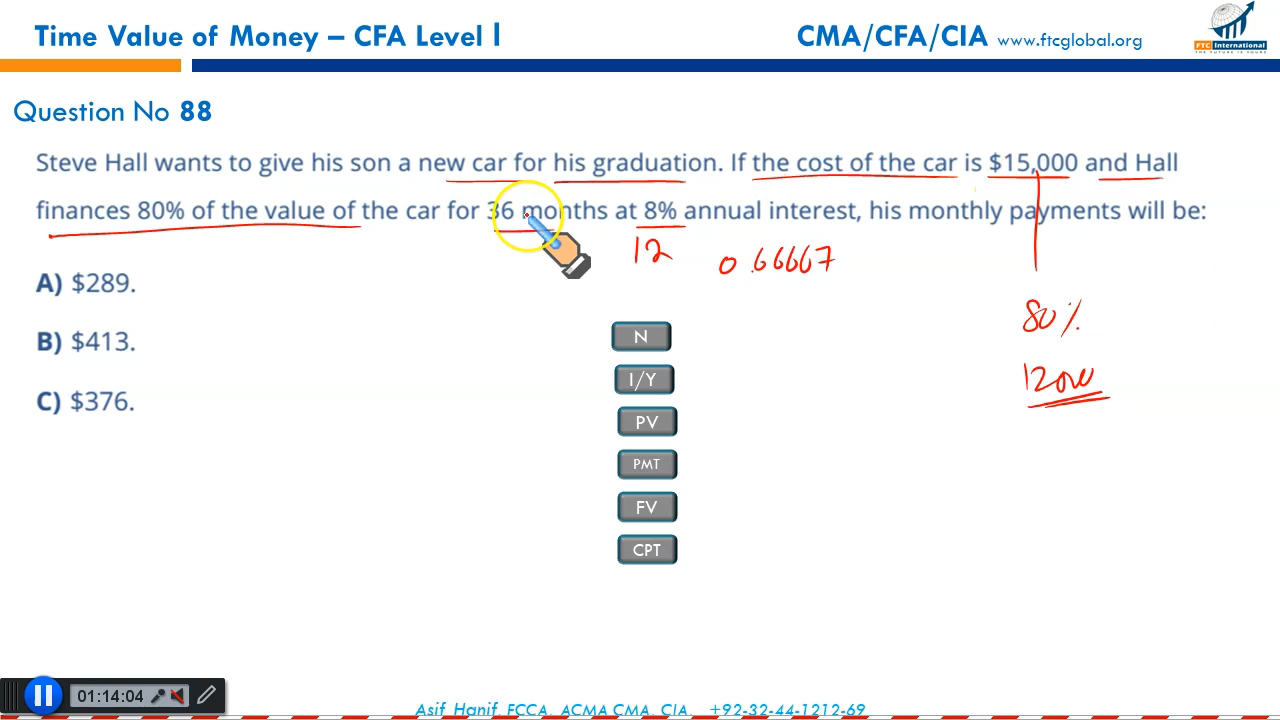 Time Value of Money – CFA Level I
CMA/CFA/CIA www.ftcglobal.org
FTC International
THE FUTURE IS YOURS
Question No 88
Steve Hall wants to give his son a new car for his graduation. If the cost of the car is $15,000 and Hall
finances 80% of the value of the car for 36 months at 8% annual interest, his monthly payments will be:
12
0.66667
A) $289.
80%
B) $413.
12000
C) $376.
N
I/Y
PV
PMT
FV
CPT
01:14:04
Asif Hanif, FCCA, ACMA CMA, CIA, +92-32-44-1212-69